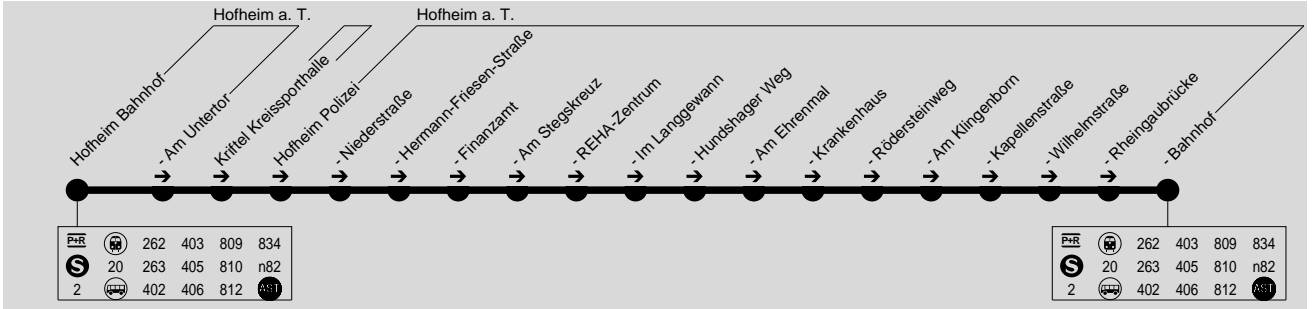 Hofheim a. T.
Hofheim a. T.
Hofheim Bahnhof
- Am Untertor
Kriftel Kreissporthalle
Hofheim Polizei
- Niederstraße
- Hermann-Friesen-Straße
- Finanzamt
- Am Stegskreuz
- REHA-Zentrum
- Im Langgewann
- Hundshager Weg
- Am Ehrenmal
- Krankenhaus
- Rödersteinweg
- Am Klingenborn
- Kapellenstraße
- Wilhelmstraße
- Rheingaubrücke
- Bahnhof
P+R 262 403 809 834
S 20 263 405 810 n82
2 402 406 812 AST
P+R 262 403 809 834
S 20 263 405 810 n82
2 402 406 812 AST